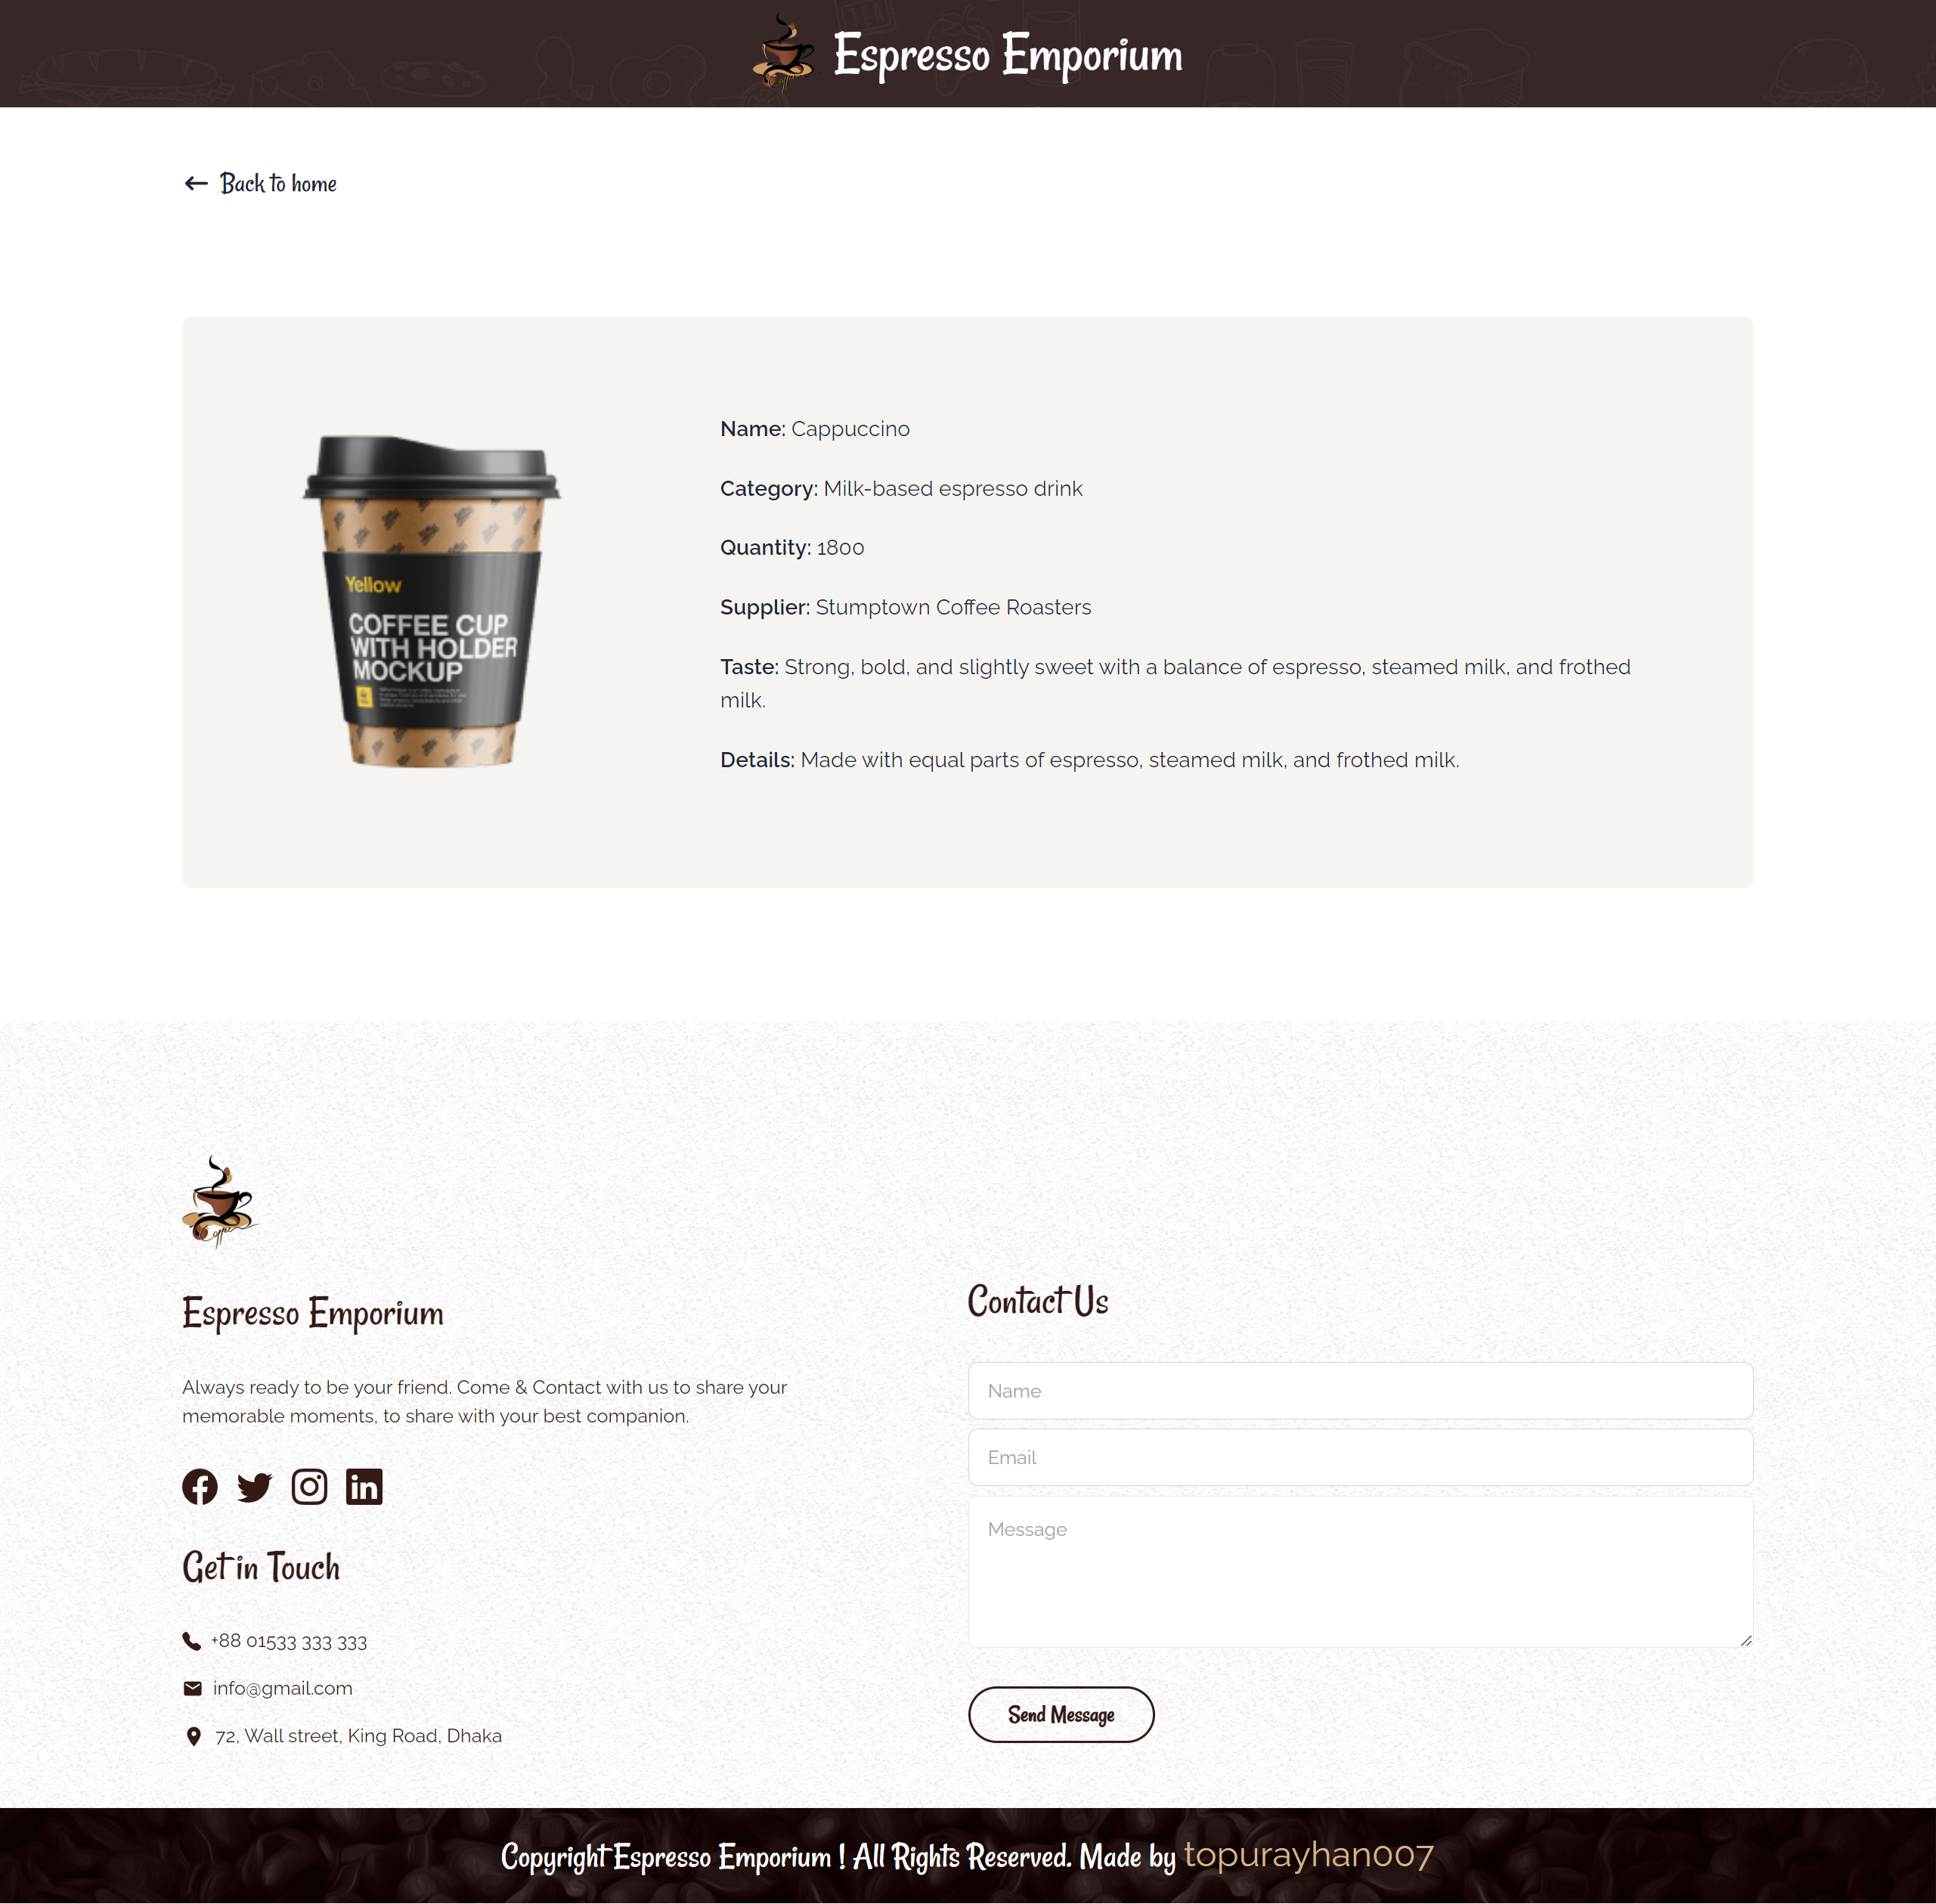 TEA
Espresso Emporium
Back to home
Name: Cappuccino
Category: Milk-based espresso drink
Quantity: 1800
Supplier: Stumptown Coffee Roasters
Taste: Strong, bold, and slightly sweet with a balance of espresso, steamed milk, and frothed
milk.
Details: Made with equal parts of espresso, steamed milk, and frothed milk.
Yellow
COFFEE CUP
WITH HOLDER
MOCKUP
Espresso Emporium
Always ready to be your friend. Come & Contact with us to share your
memorable moments, to share with your best companion.
Get in Touch
+88 01533 333 333
info@gmail.com
72, Wall street, King Road, Dhaka
Contact Us
Name
Email
Message
Send Message
Copyright Espresso Emporium ! All Rights Reserved. Made by topurayhan007